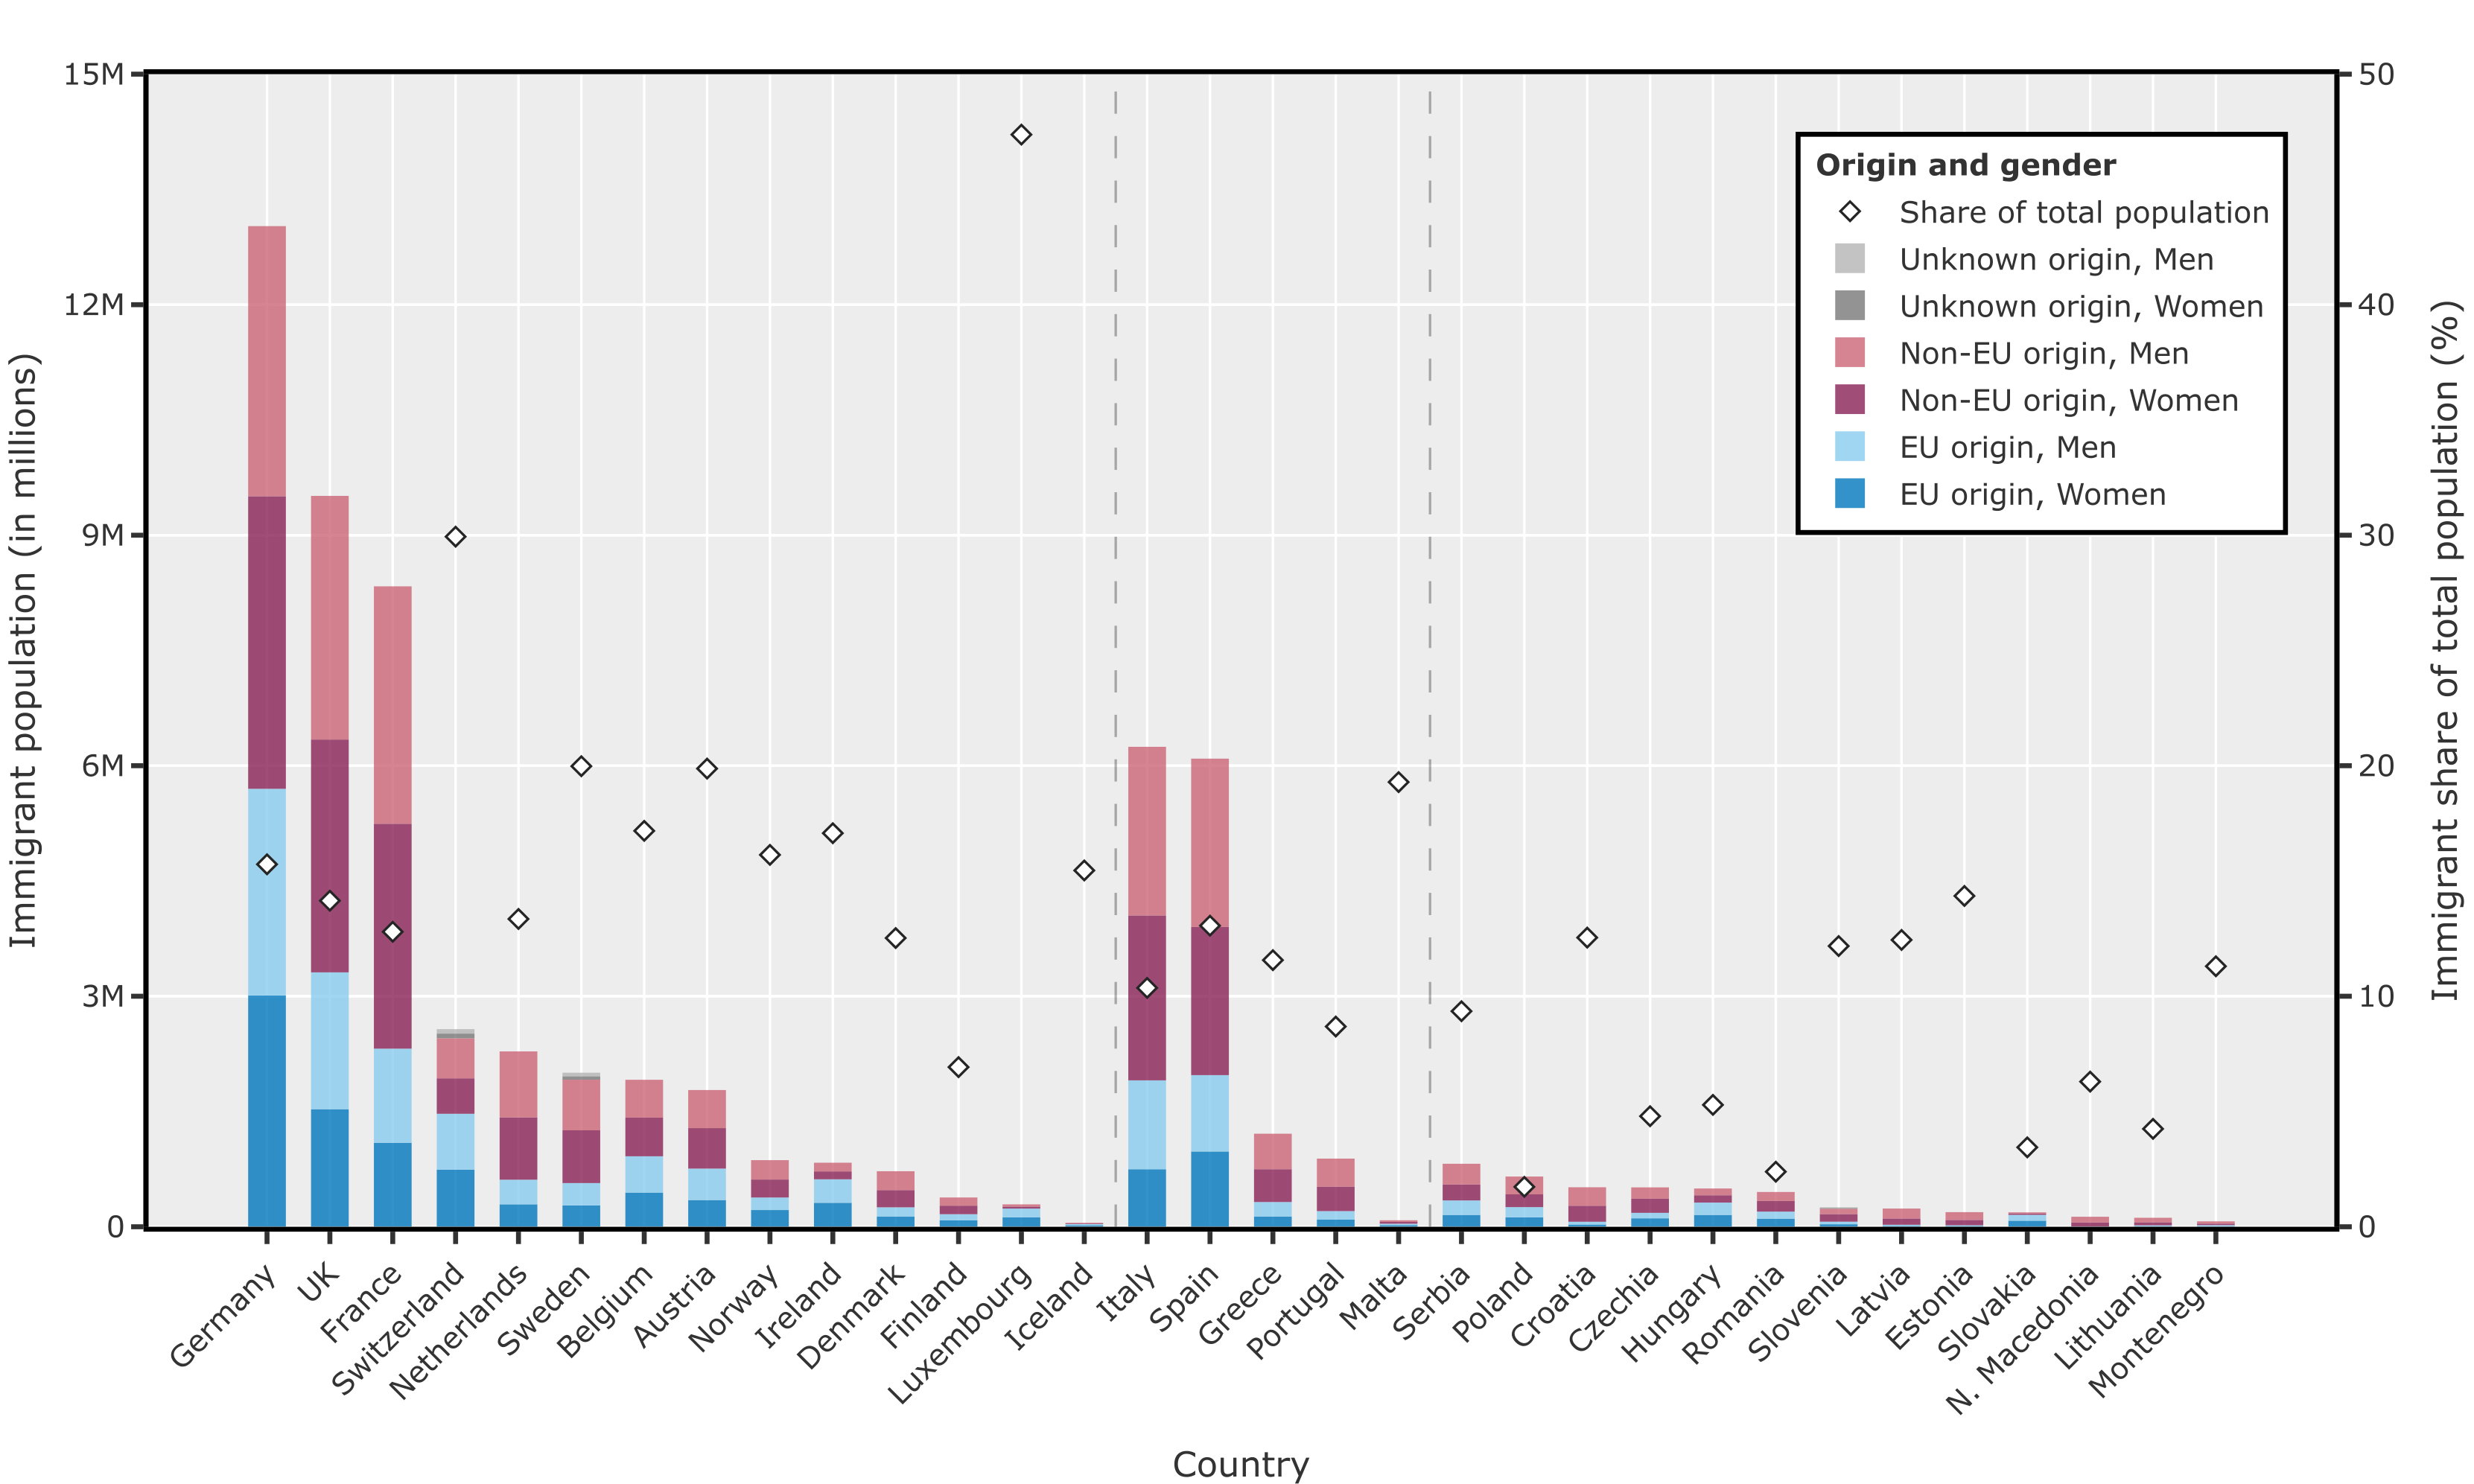 15M
12M
9M
6M
3M
0
Immigrant population (in millions)
50
40
30
20
10
0
Immigrant share of total population (%)
Origin and gender
Share of total population
Unknown origin, Men
Unknown origin, Women
Non-EU origin, Men
Non-EU origin, Women
EU origin, Men
EU origin, Women
Germany
UK
France
Switzerland
Netherlands
Sweden
Belgium
Austria
Norway
Ireland
Denmark
Finland
Luxembourg
Iceland
Italy
Spain
Greece
Portugal
Malta
Serbia
Poland
Croatia
Czechia
Hungary
Romania
Slovenia
Latvia
Estonia
Slovakia
N. Macedonia
Lithuania
Montenegro
Country